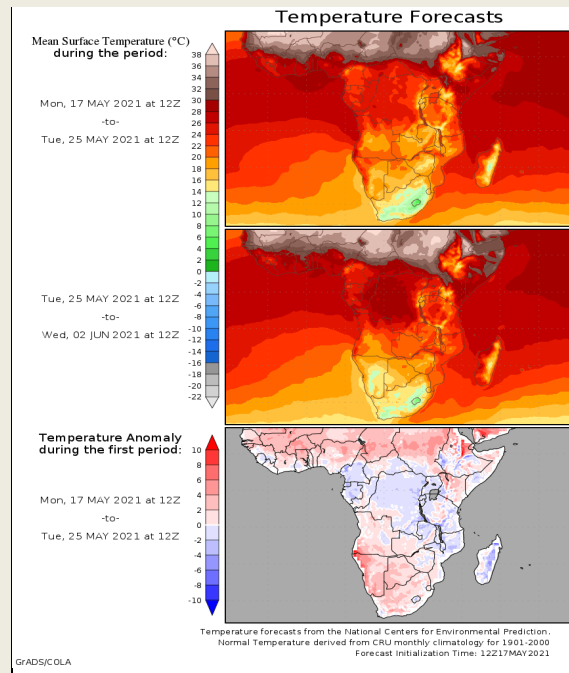 Temperature Forecasts
Mean Surface Temperature (°C)
during the period:
Mon, 17 MAY 2021 at 12Z
-to-
Tue, 25 MAY 2021 at 12Z
38
36
34
32
30
28
26
24
22
20
18
16
14
12
10
8
6
4
2
0
-2
-4
-6
-8
-10
-12
-14
-16
-18
-20
-22
Tue, 25 MAY 2021 at 12Z
-to-
Wed, 02 JUN 2021 at 12Z
Temperature Anomaly
during the first period:
Mon, 17 MAY 2021 at 12Z
-to-
Tue, 25 MAY 2021 at 12Z
10
8
6
4
2
0
-2
-4
-6
-8
-10
Temperature forecasts from the National Centers for Environmental Prediction.
Normal Temperature derived from CRU monthly climatology for 1901-2000
Forecast Initialization Time: 12Z17MAY2021
GrADS/COLA